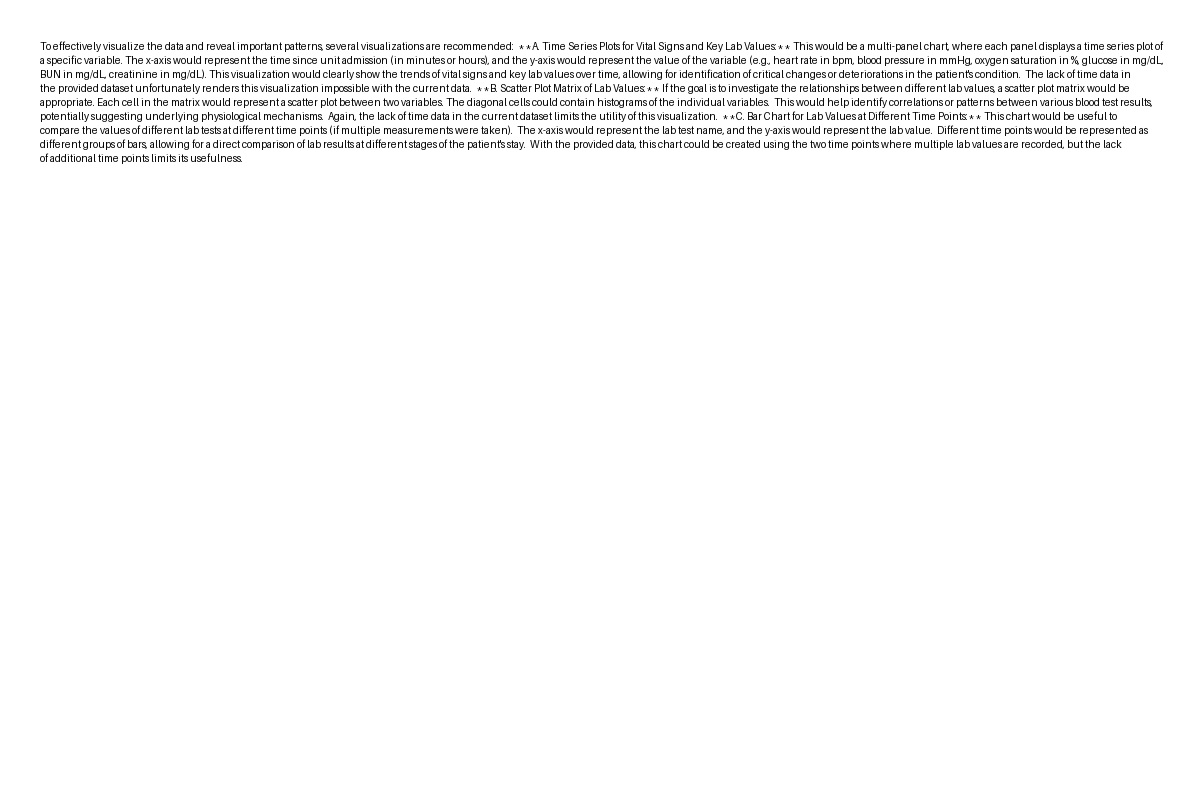 To effectively visualize the data and reveal important patterns, several visualizations are recommended:  **A. Time Series Plots for Vital Signs and Key Lab Values:** This would be a multi-panel chart, where each panel displays a time series plot of
a specific variable. The x-axis would represent the time since unit admission (in minutes or hours), and the y-axis would represent the value of the variable (e.g., heart rate in bpm, blood pressure in mmHg, oxygen saturation in %, glucose in mg/dL,
BUN in mg/dL, creatinine in mg/dL). This visualization would clearly show the trends of vital signs and key lab values over time, allowing for identification of critical changes or deteriorations in the patient's condition.  The lack of time data in
the provided dataset unfortunately renders this visualization impossible with the current data.  **B. Scatter Plot Matrix of Lab Values:** If the goal is to investigate the relationships between different lab values, a scatter plot matrix would be
appropriate. Each cell in the matrix would represent a scatter plot between two variables. The diagonal cells could contain histograms of the individual variables.  This would help identify correlations or patterns between various blood test results,
potentially suggesting underlying physiological mechanisms.  Again, the lack of time data in the current dataset limits the utility of this visualization.  **C. Bar Chart for Lab Values at Different Time Points:** This chart would be useful to
compare the values of different lab tests at different time points (if multiple measurements were taken).  The x-axis would represent the lab test name, and the y-axis would represent the lab value.  Different time points would be represented as
different groups of bars, allowing for a direct comparison of lab results at different stages of the patient's stay.  With the provided data, this chart could be created using the two time points where multiple lab values are recorded, but the lack
of additional time points limits its usefulness.